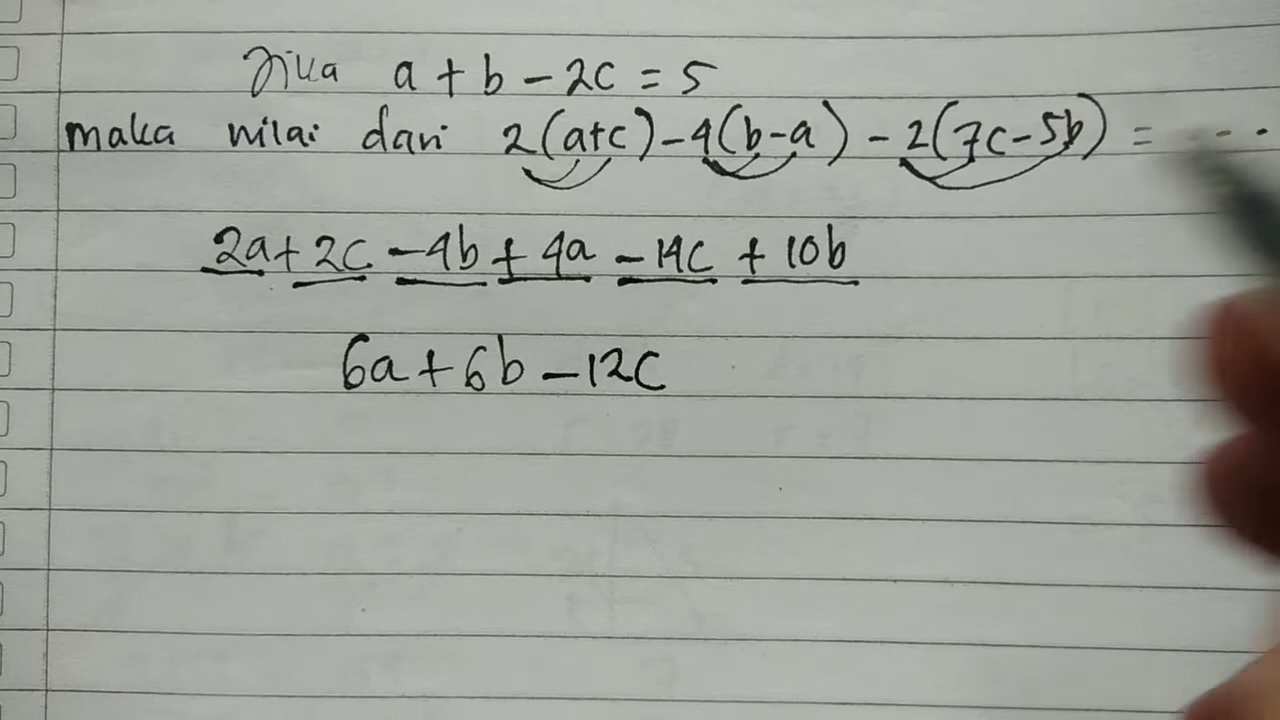 Jika a + b - 2c = 5
maka nilai dari 2(a+c) - 4(b-a) - 2(7c-5b) = ....
2a + 2c - 4b + 4a - 14c + 10b
6a + 6b - 12c